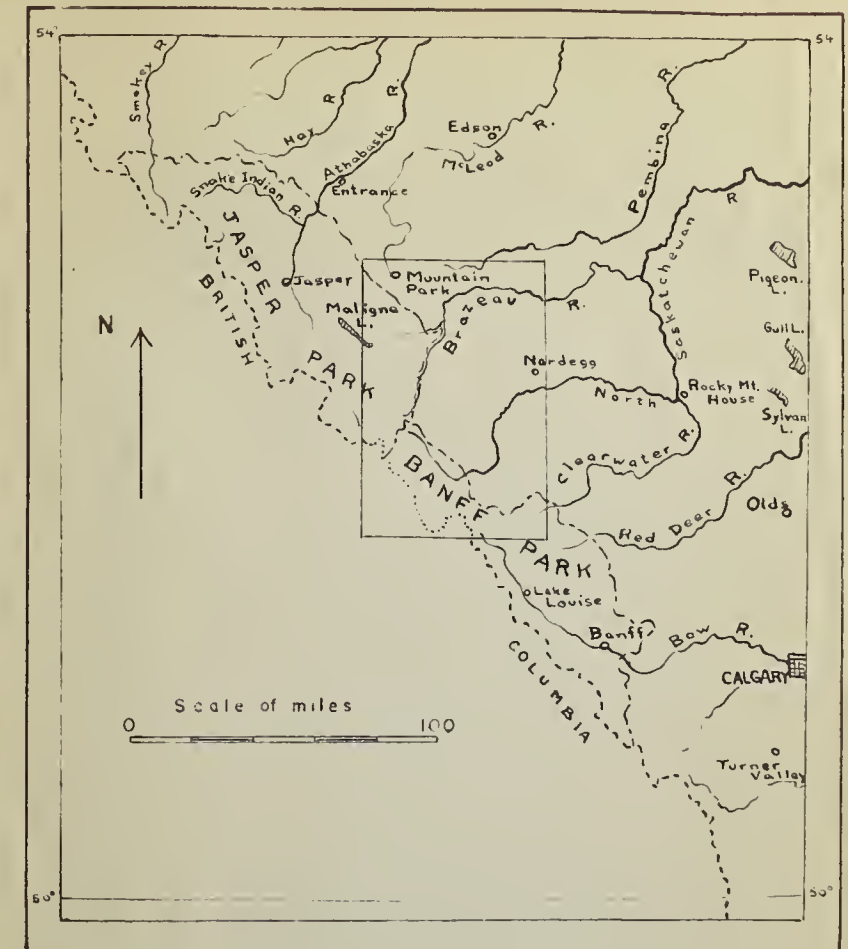 54°
54
Smokey R
Hay R
Athabaska R.
Edson
McLeod R.
Pembina R.
Snake Indian R.
Entrance
JASPER PARK
BRITISH COLUMBIA
Jasper
Maligne
L.
Mountain
Park
Brazeau R.
Saskatchewan R
Pigeon
L.
Gull L.
Nordegg
North
Rocky Mt.
House
Sylvan
L.
N
Clearwater R.
BANFF PARK
Red Deer R.
Olds
Lake
Louise
Banff
Bow R.
CALGARY
Scale of miles
0 100
Turner
Valley
50°
50°